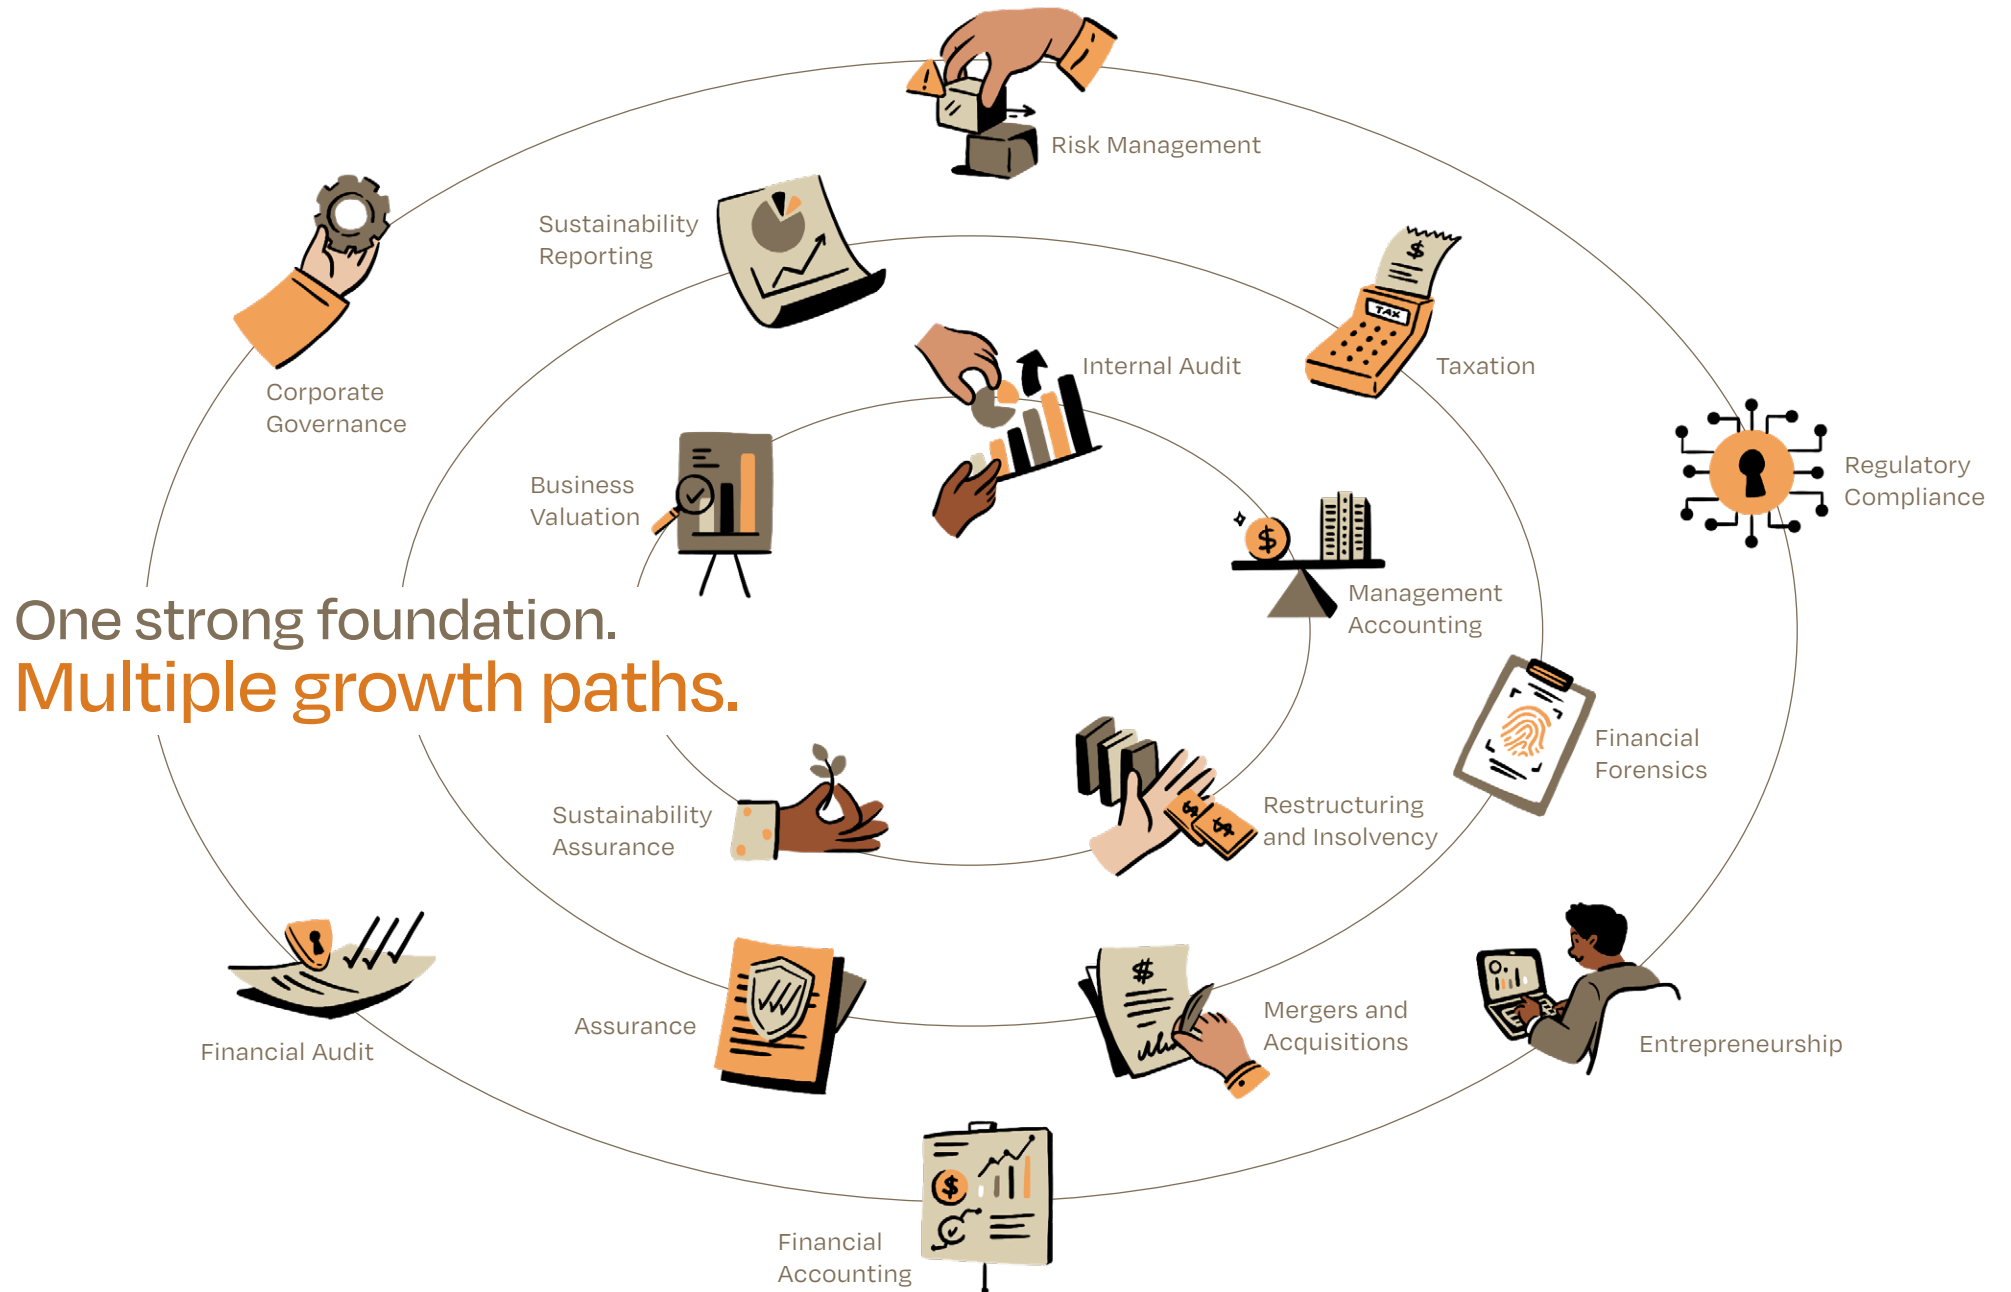 Risk Management
Sustainability
Reporting
$
TAX
Taxation
Internal Audit
Corporate
Governance
Regulatory
Compliance
Business
Valuation
$
Management
Accounting
One strong foundation.
Multiple growth paths.
Financial
Forensics
Sustainability
Assurance
$
$
Restructuring
and Insolvency
Financial Audit
Assurance
$
Mergers and
Acquisitions
Entrepreneurship
$
Financial
Accounting